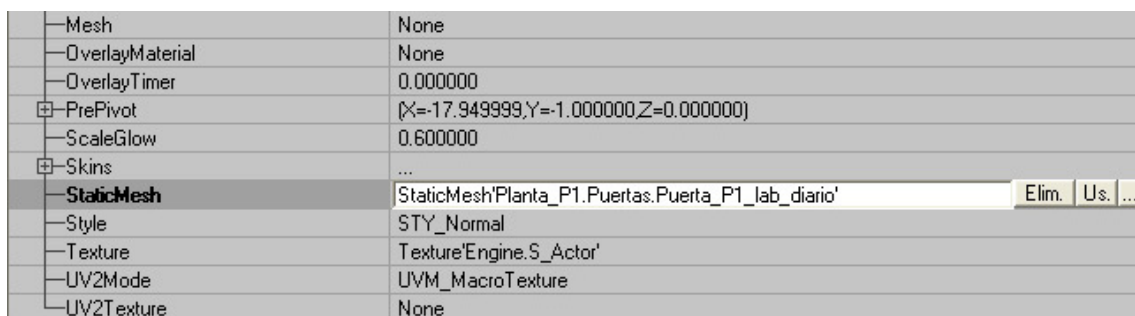 Mesh None
OverlayMaterial None
OverlayTimer 0.000000
PrePivot (X=-17.949999,Y=-1.000000,Z=0.000000)
ScaleGlow 0.600000
Skins ...
StaticMesh StaticMesh'Planta_P1.Puertas.Puerta_P1_lab_diario' Elim. Us. ...
Style STY_Normal
Texture Texture'Engine.S_Actor'
UV2Mode UVM_MacroTexture
UV2Texture None